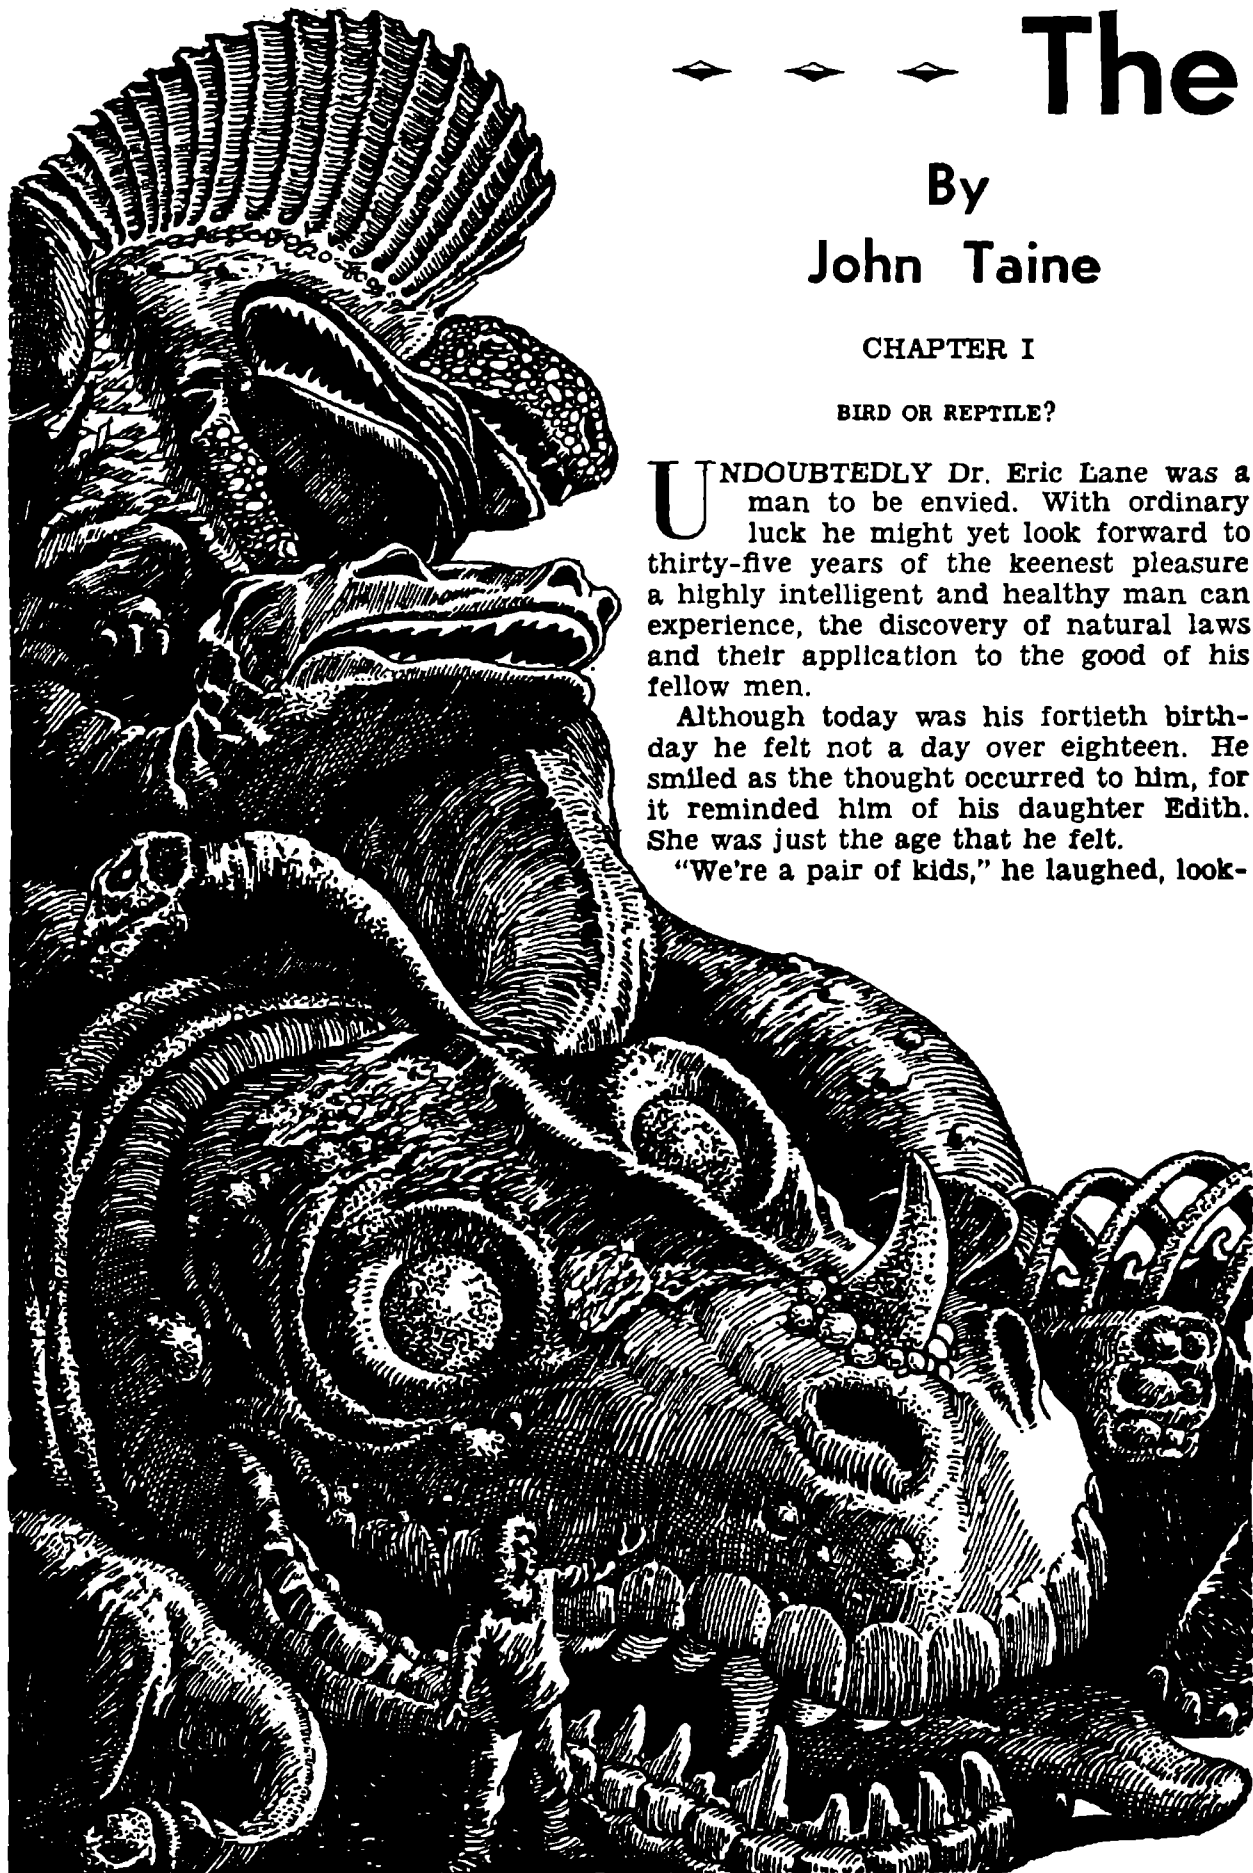 The
By
John Taine
CHAPTER I
BIRD OR REPTILE?
UNDOUBTEDLY Dr. Eric Lane was a
man to be envied. With ordinary
luck he might yet look forward to
thirty-five years of the keenest pleasure
a highly intelligent and healthy man can
experience, the discovery of natural laws
and their application to the good of his
fellow men.
Although today was his fortieth birth-
day he felt not a day over eighteen. He
smiled as the thought occurred to him, for
it reminded him of his daughter Edith.
She was just the age that he felt.
"We're a pair of kids," he laughed, look-